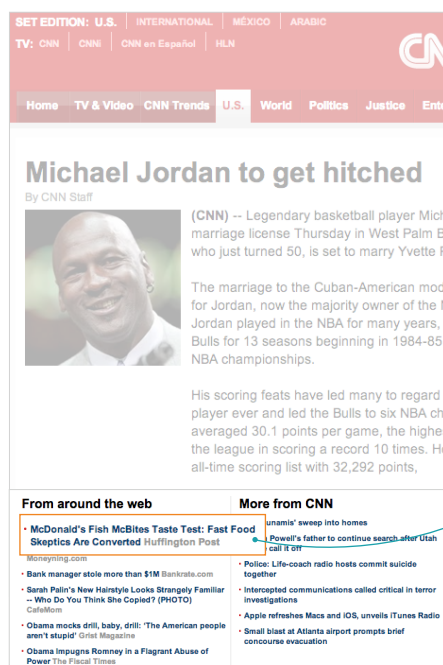 SET EDITION: U.S. INTERNATIONAL MÉXICO ARABIC
TV: CNN CNNi CNN en Español HLN
CNN
Home TV & Video CNN Trends U.S. World Politics Justice
Michael Jordan to get hitched
By CNN Staff
(CNN) -- Legendary basketball player
marriage license Thursday in West Palm
who just turned 50, is set to marry Yvette
The marriage to the Cuban-American
for Jordan, now the majority owner of the
Jordan played in the NBA for many years,
Bulls for 13 seasons beginning in 1984-85
NBA championships.
His scoring feats have led many to regard
player ever and led the Bulls to six NBA
averaged 30.1 points per game, the
the league in scoring a record 10 times.
all-time scoring list with 32,292 points,
From around the web
McDonald's Fish McBites Taste Test: Fast Food
Skeptics Are Converted Huffington Post
Moneyning.com
Bank manager stole more than $1M Bankrate.com
Sarah Palin's New Hairstyle Looks Strangely Familiar
-- Who Do You Think She Copied? (PHOTO)
CafeMom
Obama mocks drill, baby, drill: 'The American people
aren't stupid' Grist Magazine
Obama Impugns Romney in a Flagrant Abuse of
Power The Fiscal Times
More from CNN
sweep into homes
Powell's father to continue search after Utah
call it off
Police: Life-coach radio hosts commit suicide
together
Intercepted communications called critical in terror
investigations
Apple refreshes Macs and iOS, unveils iTunes Radio
Small blast at Atlanta airport prompts brief
concourse evacuation